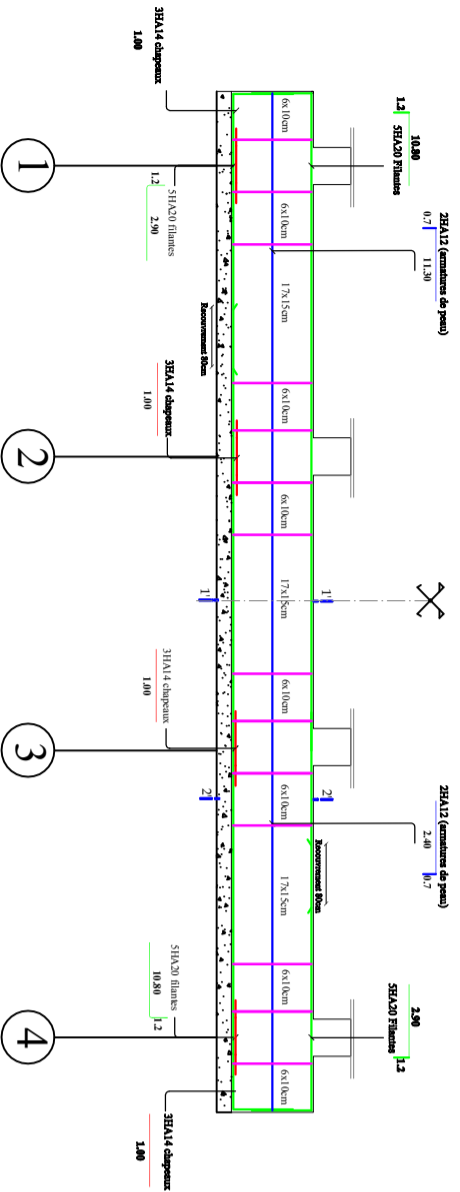 1.2
10.80
5HA20 Filantes
2HA12 (armatures de peau)
0.7
11.30
2HA12 (armatures de peau)
2.40
0.7
2.90
5HA20 Filantes
1.2
1'
2'
Recouvrement 80cm
6x10cm
6x10cm
17x15cm
6x10cm
6x10cm
17x15cm
6x10cm
6x10cm
17x15cm
6x10cm
6x10cm
1'
2'
Recouvrement 80cm
3HA14 chapeaux
1.00
5HA20 filantes
1.2
2.90
3HA14 chapeaux
1.00
3HA14 chapeaux
1.00
5HA20 filantes
10.80
1.2
3HA14 chapeaux
1.00
1
2
3
4